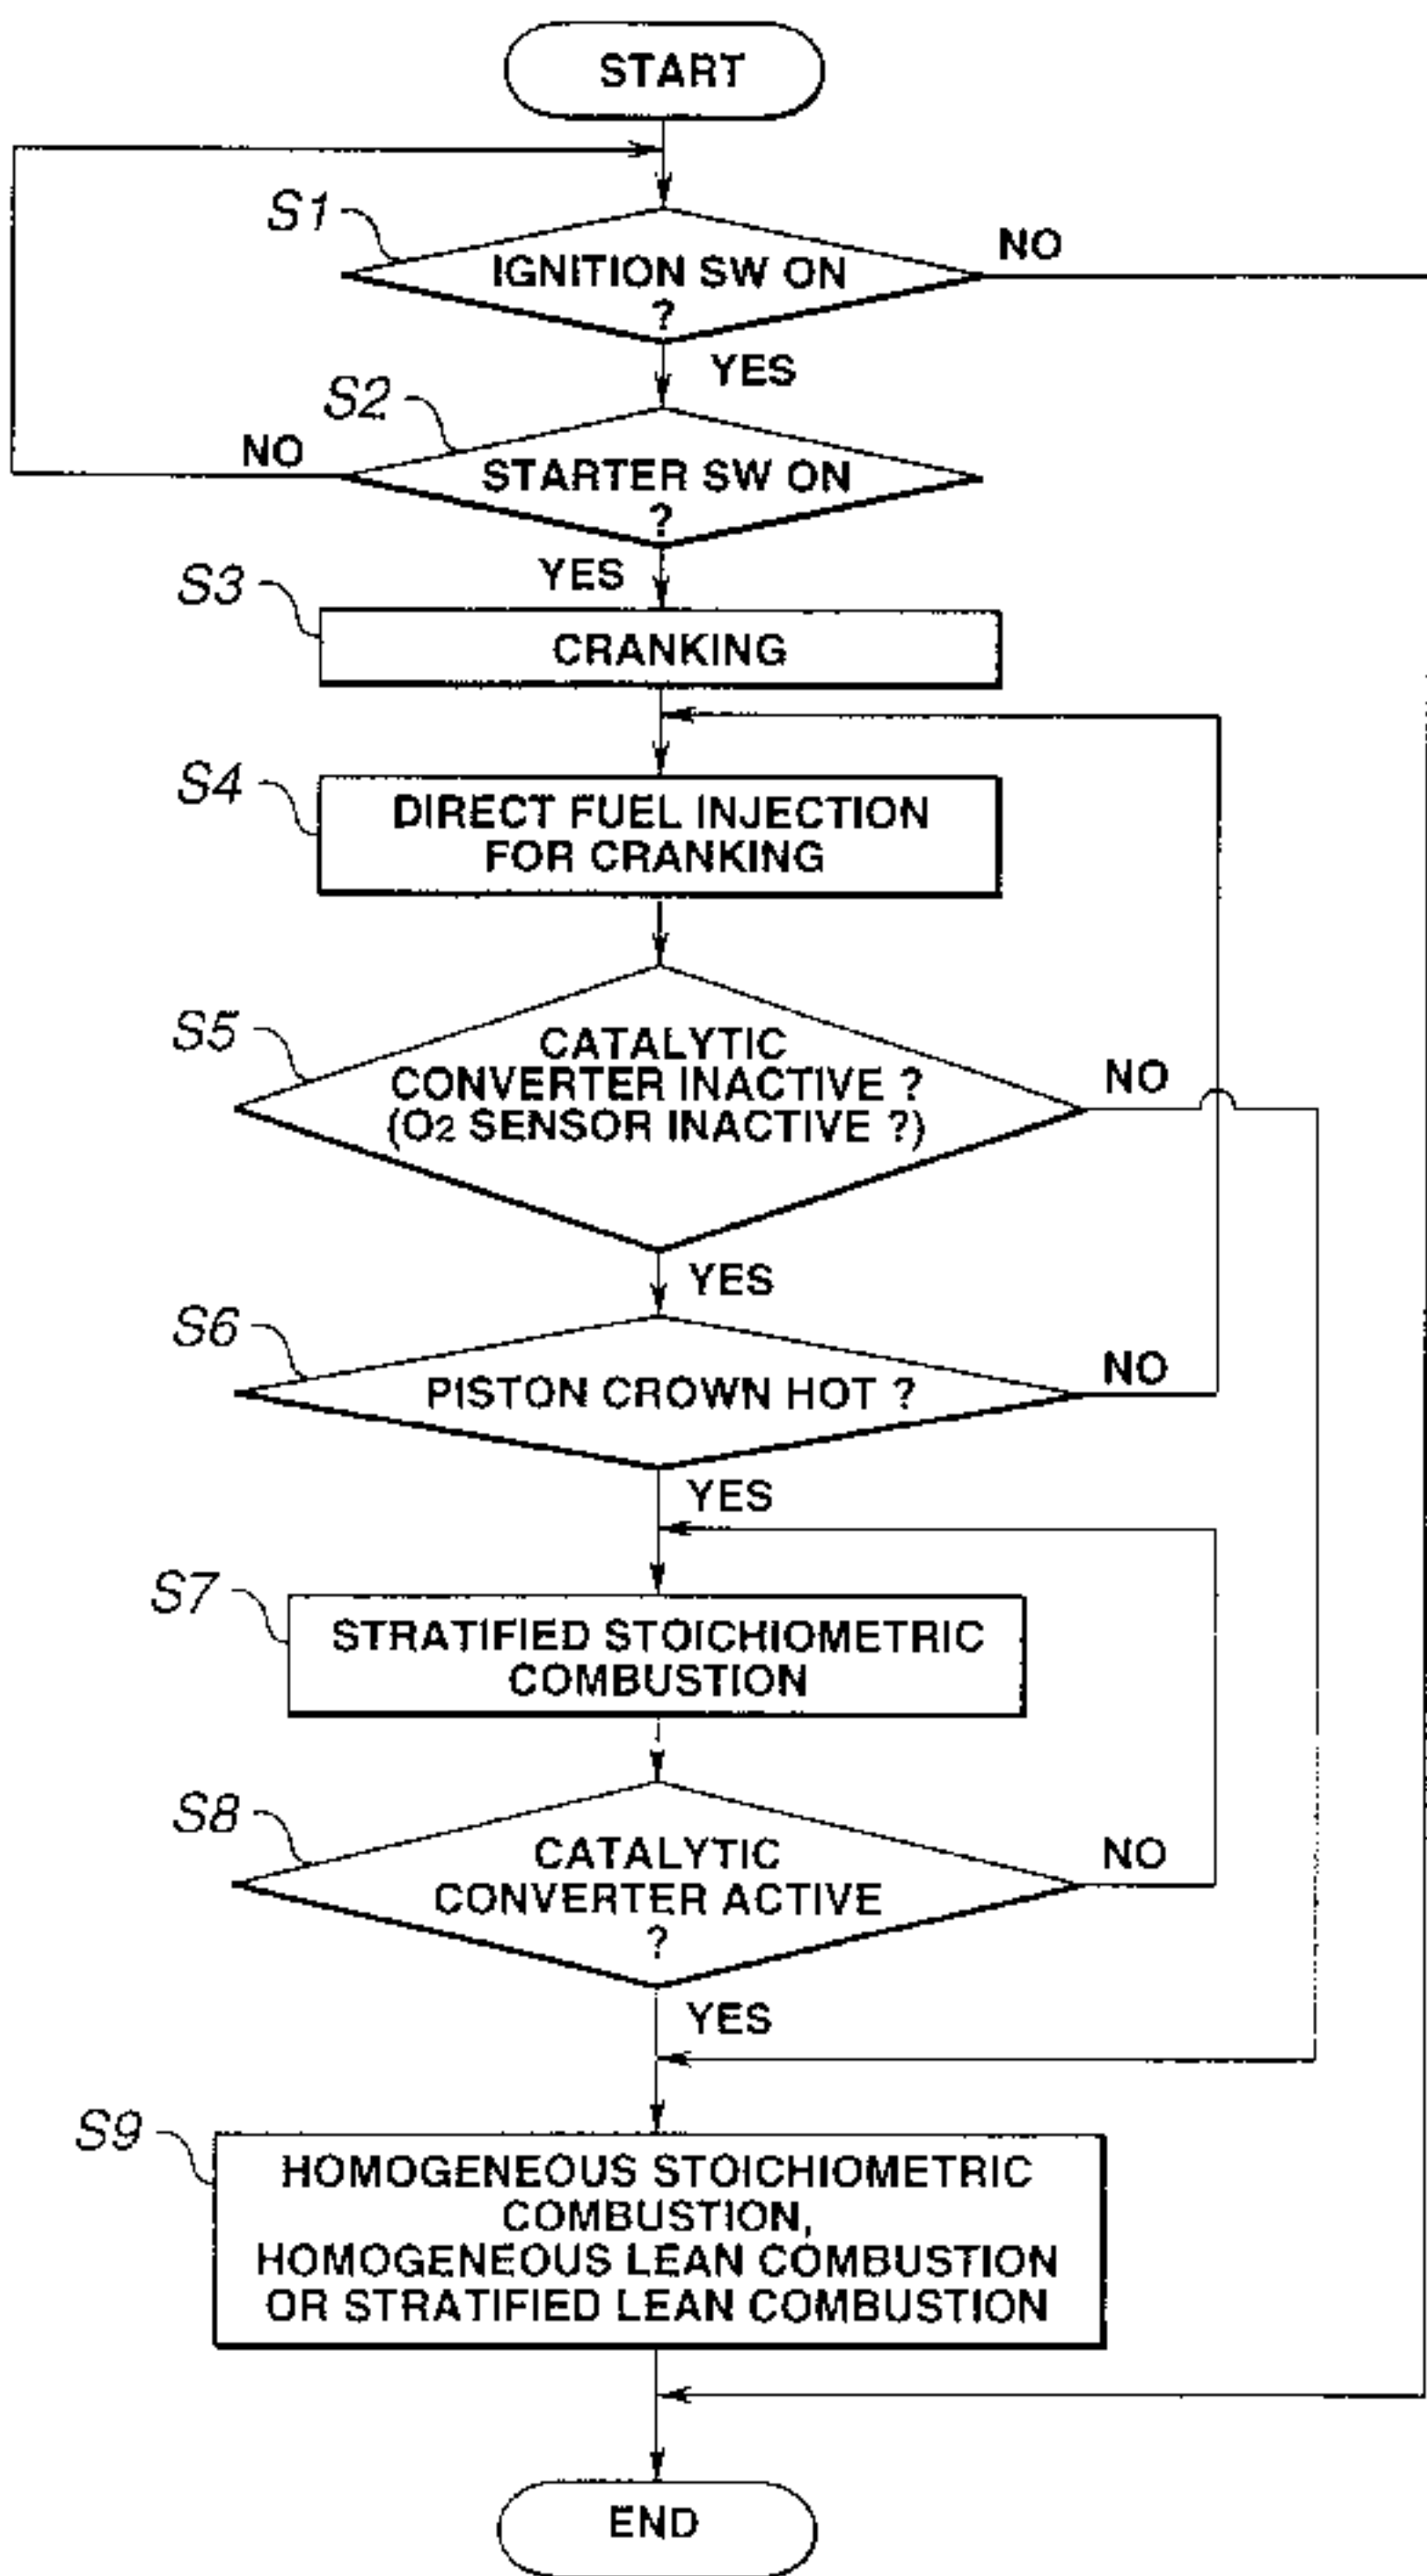 START
S1
IGNITION SW ON
?
NO
YES
S2
STARTER SW ON
?
NO
YES
S3
CRANKING
S4
DIRECT FUEL INJECTION
FOR CRANKING
S5
CATALYTIC
CONVERTER INACTIVE ?
(O2 SENSOR INACTIVE ?)
NO
YES
S6
PISTON CROWN HOT ?
NO
YES
S7
STRATIFIED STOICHIOMETRIC
COMBUSTION
S8
CATALYTIC
CONVERTER ACTIVE
?
NO
YES
S9
HOMOGENEOUS STOICHIOMETRIC
COMBUSTION,
HOMOGENEOUS LEAN COMBUSTION
OR STRATIFIED LEAN COMBUSTION
END